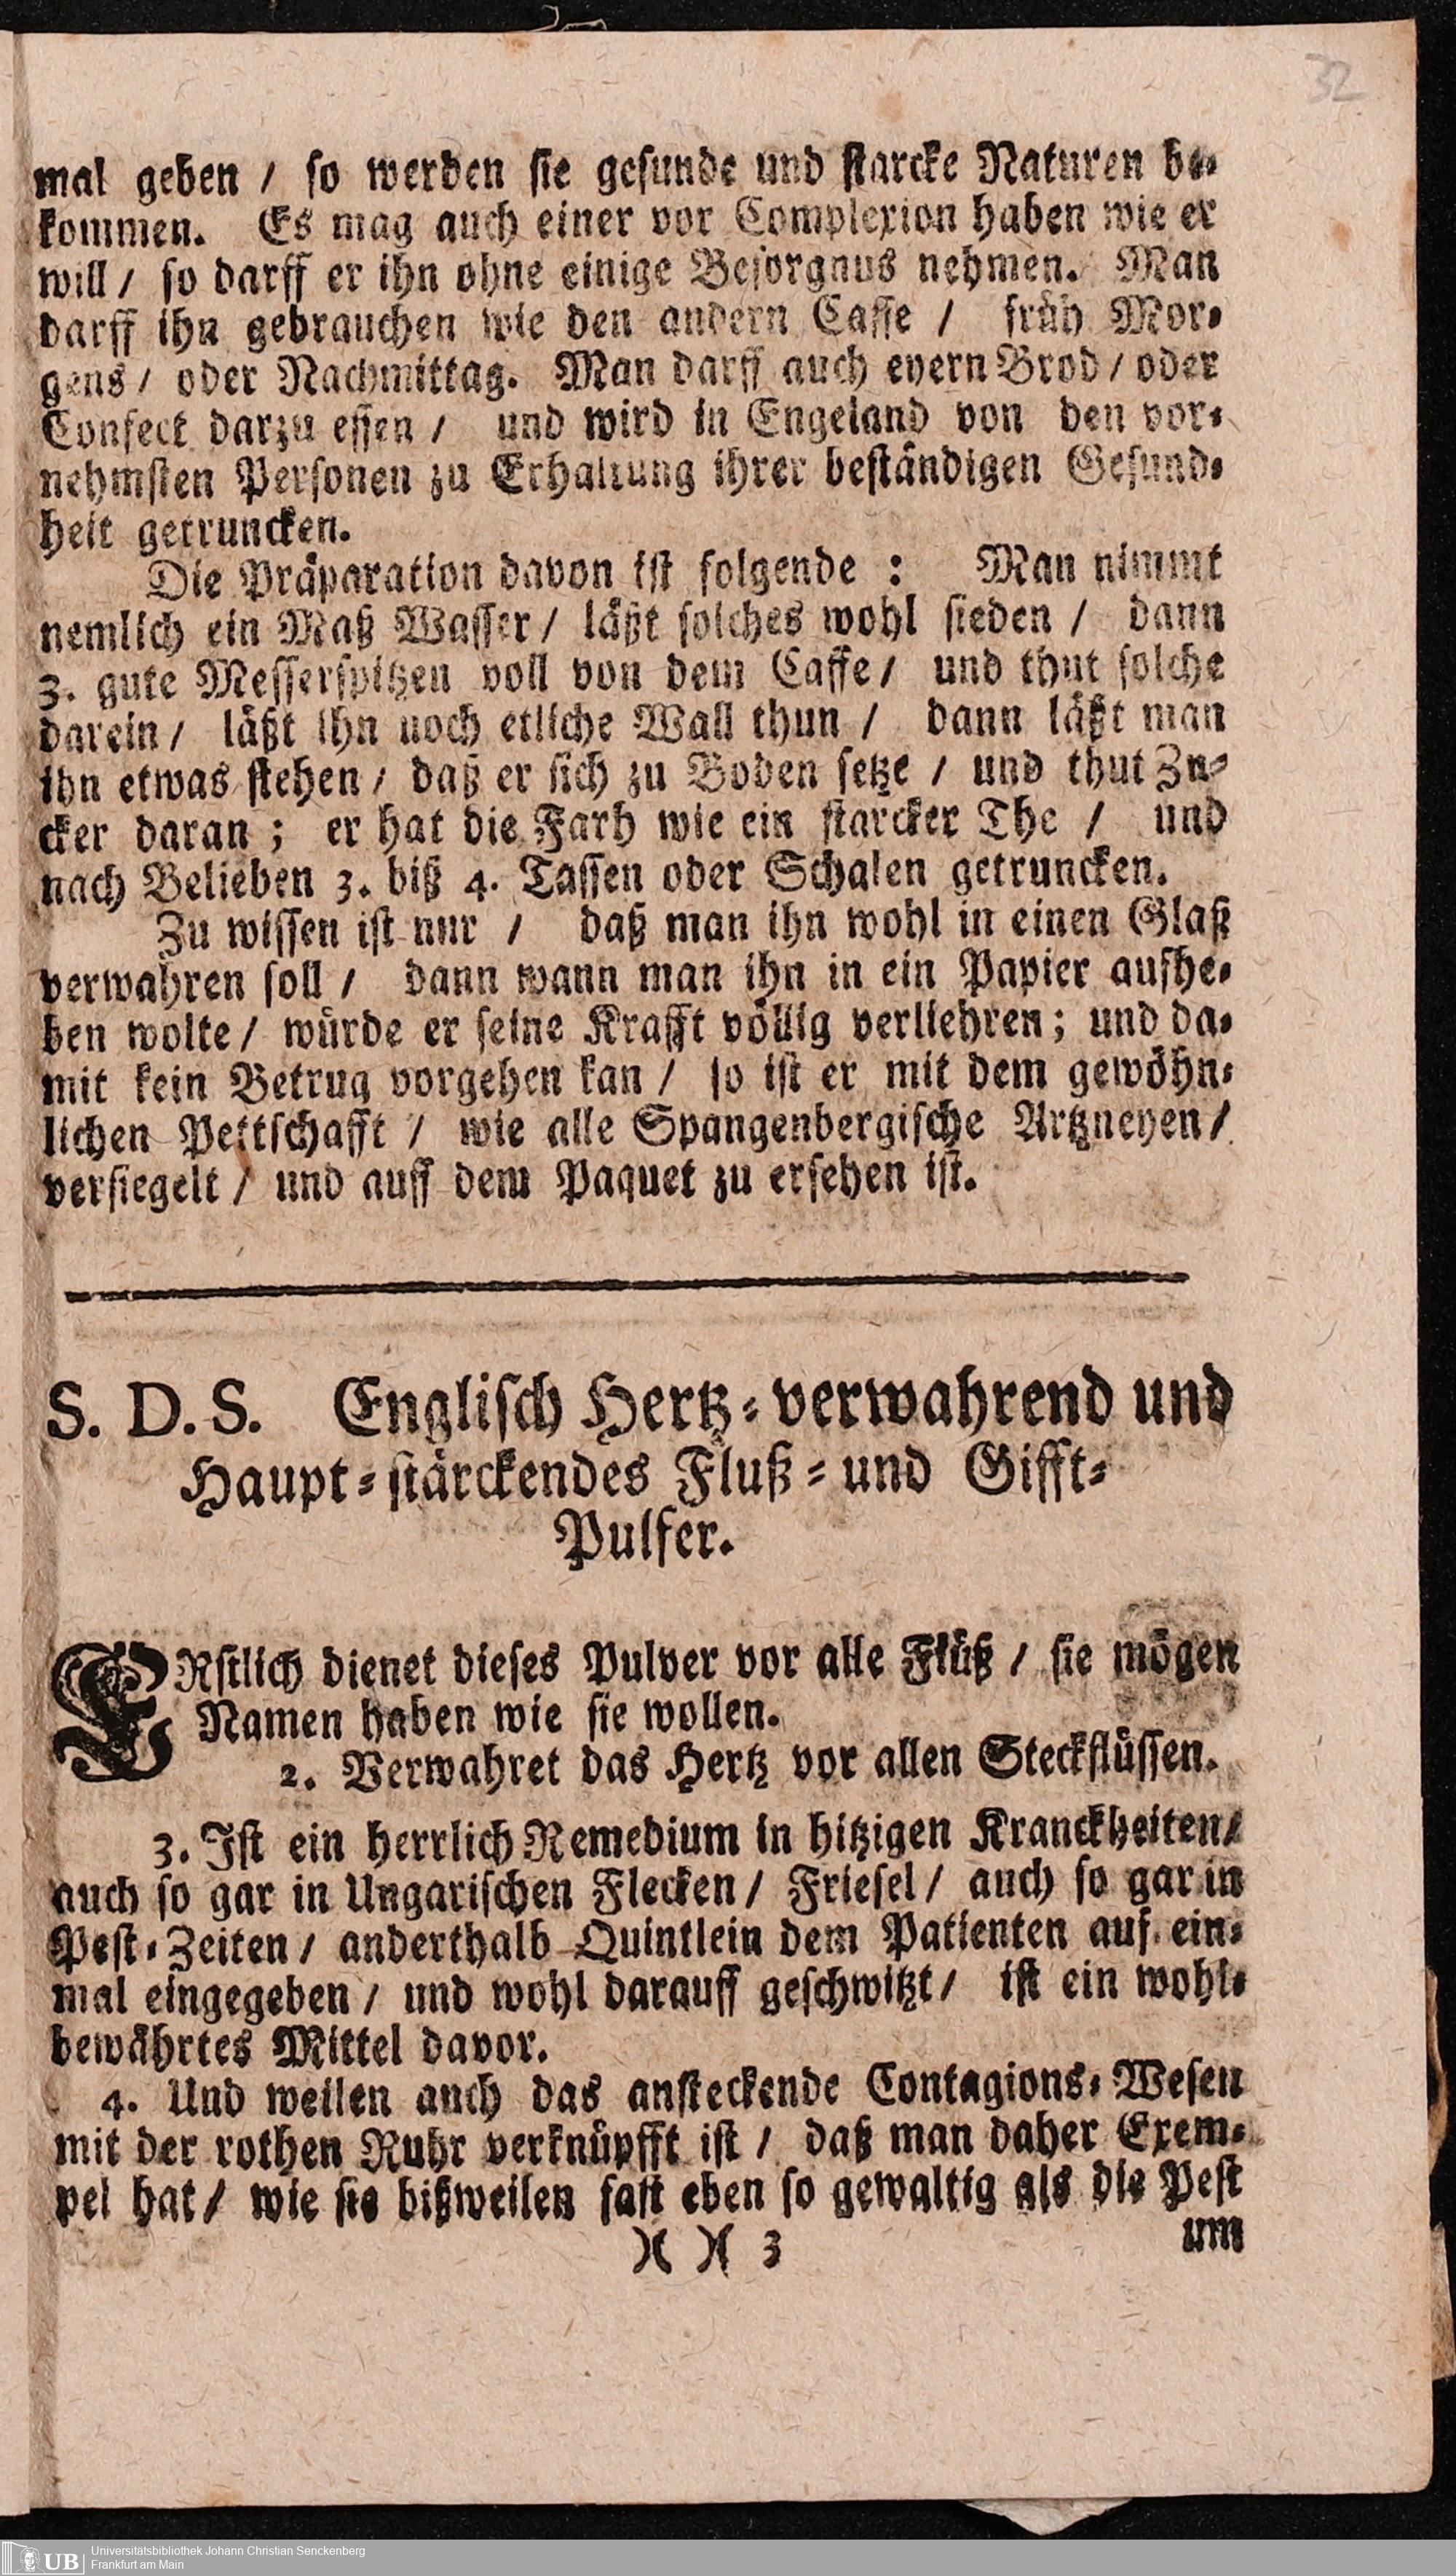 32
mal geben / so werden sie gesunde und starcke Naturen be-
kommen. Es mag auch einer vor Complexion haben wie er
will / so darff er ihn ohne einige Besorgnus nehmen. Man
darff ihn gebrauchen wie den andern Caffe / früh Mor-
gens / oder Nachmittag. Man darff auch eyern Brod / oder
Confect darzu essen / und wird in Engeland von den vor-
nehmsten Personen zu Erhaltung ihrer beständigen Gesund-
heit getruncken.
Die Präparation davon ist folgende : Man nimmt
nemlich ein Maß Wasser / läßt solches wohl sieden / dann
3. gute Messerspitzen voll von dem Caffe / und thut solche
darein / läßt ihn noch etliche Wall thun / dann läßt man
ihn etwas stehen / daß er sich zu Boden setze / und thut Zu-
cker daran ; er hat die Farb wie ein starcker The / und
nach Belieben 3. biß 4. Tassen oder Schalen getruncken.
Zu wissen ist nur / daß man ihn wohl in einen Glaß
verwahren soll / dann wann man ihn in ein Papier aufhe-
ben wolte / würde er seine Krafft völlig verliehren ; und da-
mit kein Betrug vorgehen kan / so ist er mit dem gewöhn-
lichen Pettschafft / wie alle Spangenbergische Artzneyen /
versiegelt / und auff dem Paquet zu ersehen ist.
S. D. S. Englisch Hertz-verwahrend und
Haupt-stärckendes Fluß- und Gifft-
Pulfer.
ERstlich dienet dieses Pulver vor alle Flüß / sie mögen
Namen haben wie sie wollen.
2. Verwahret das Hertz vor allen Steckflüssen.
3. Ist ein herrlich Remedium in hitzigen Kranckheiten /
auch so gar in Ungarischen Flecken / Friesel / auch so gar in
Pest-Zeiten / anderthalb Quintlein dem Patienten auf ein-
mal eingegeben / und wohl darauff geschwitzt / ist ein wohl-
bewährtes Mittel davor.
4. Und weilen auch das ansteckende Contagions-Wesen
mit der rothen Ruhr verknüpfft ist / daß man daher Exem-
pel hat / wie sie bißweilen fast eben so gewaltig als die Pest
)( )( 3
um
UB Universitätsbibliothek Johann Christian Senckenberg
Frankfurt am Main